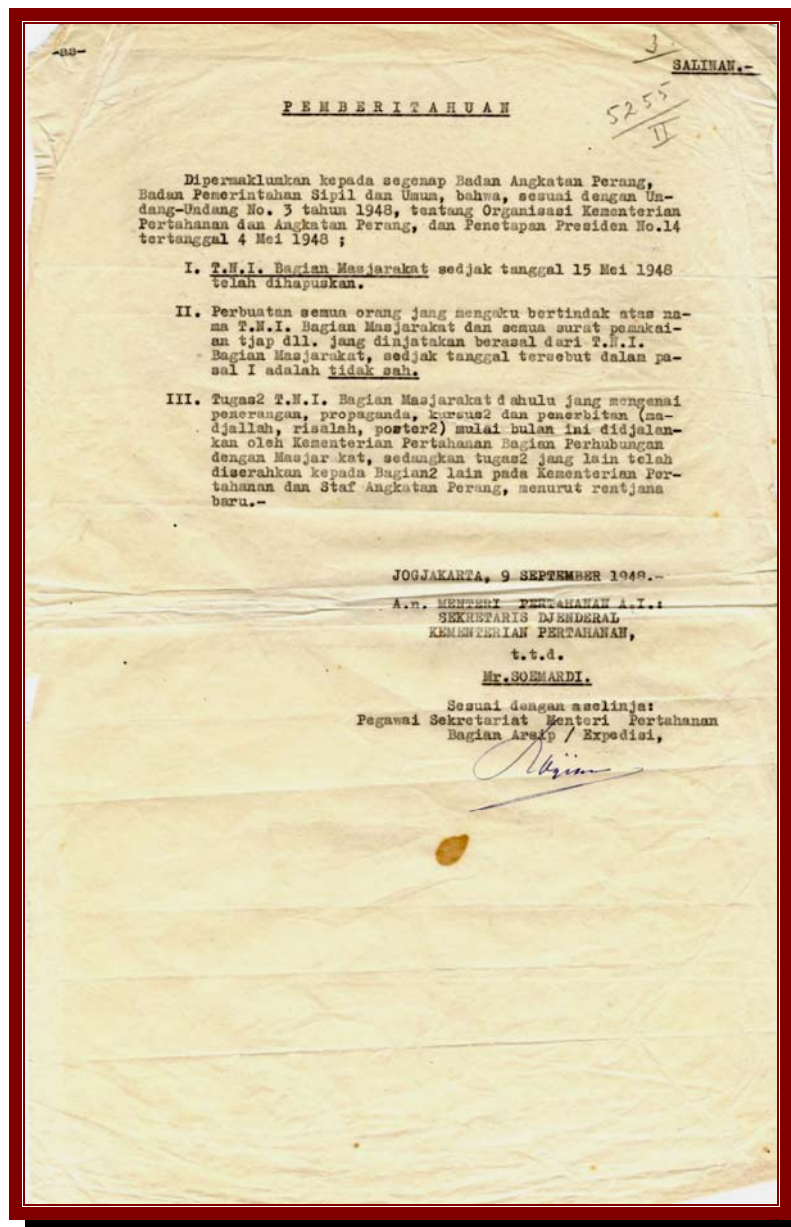 -as-
3
SALINAN.-
5255
II
P E M B E R I T A H U A N
Dipermaklumkan kepada segenap Badan Angkatan Perang,
Badan Pemerintahan Sipil dan Umum, bahwa, sesuai dengan Un-
dang-Undang No. 3 tahun 1948, tentang Organisasi Kementerian
Pertahanan dan Angkatan Perang, dan Penetapan Presiden No.14
tertanggal 4 Mei 1948 ;
I. T.N.I. Bagian Masjarakat sedjak tanggal 15 Mei 1948
telah dihapuskan.
II. Perbuatan semua orang jang mengaku bertindak atas na-
ma T.N.I. Bagian Masjarakat dan semua surat pemakai-
an tjap dll. jang dinjatakan berasal dari T.N.I.
Bagian Masjarakat, sedjak tanggal tersebut dalam pa-
sal I adalah tidak sah.
III. Tugas2 T.N.I. Bagian Masjarakat dahulu jang mengenai
penerangan, propaganda, kursus2 dan penerbitan (ma-
djallah, risalah, poster2) mulai bulan ini didjalan-
kan oleh Kementerian Pertahanan Bagian Perhubungan
dengan Masjar kat, sedangkan tugas2 jang lain telah
diserahkan kepada Bagian2 lain pada Kementerian Per-
tahanan dan Staf Angkatan Perang, menurut rentjana
baru.-
JOGJAKARTA, 9 SEPTEMBER 1948.-
A.n. MENTERI PERTAHANAN A.I.:
SEKRETARIS DJENDERAL
KEMENTERIAN PERTAHANAN,
t.t.d.
Mr.SOEMARDI.
Sesuai dengan aselinja:
Pegawai Sekretariat Menteri Pertahanan
Bagian Arsip / Expedisi,